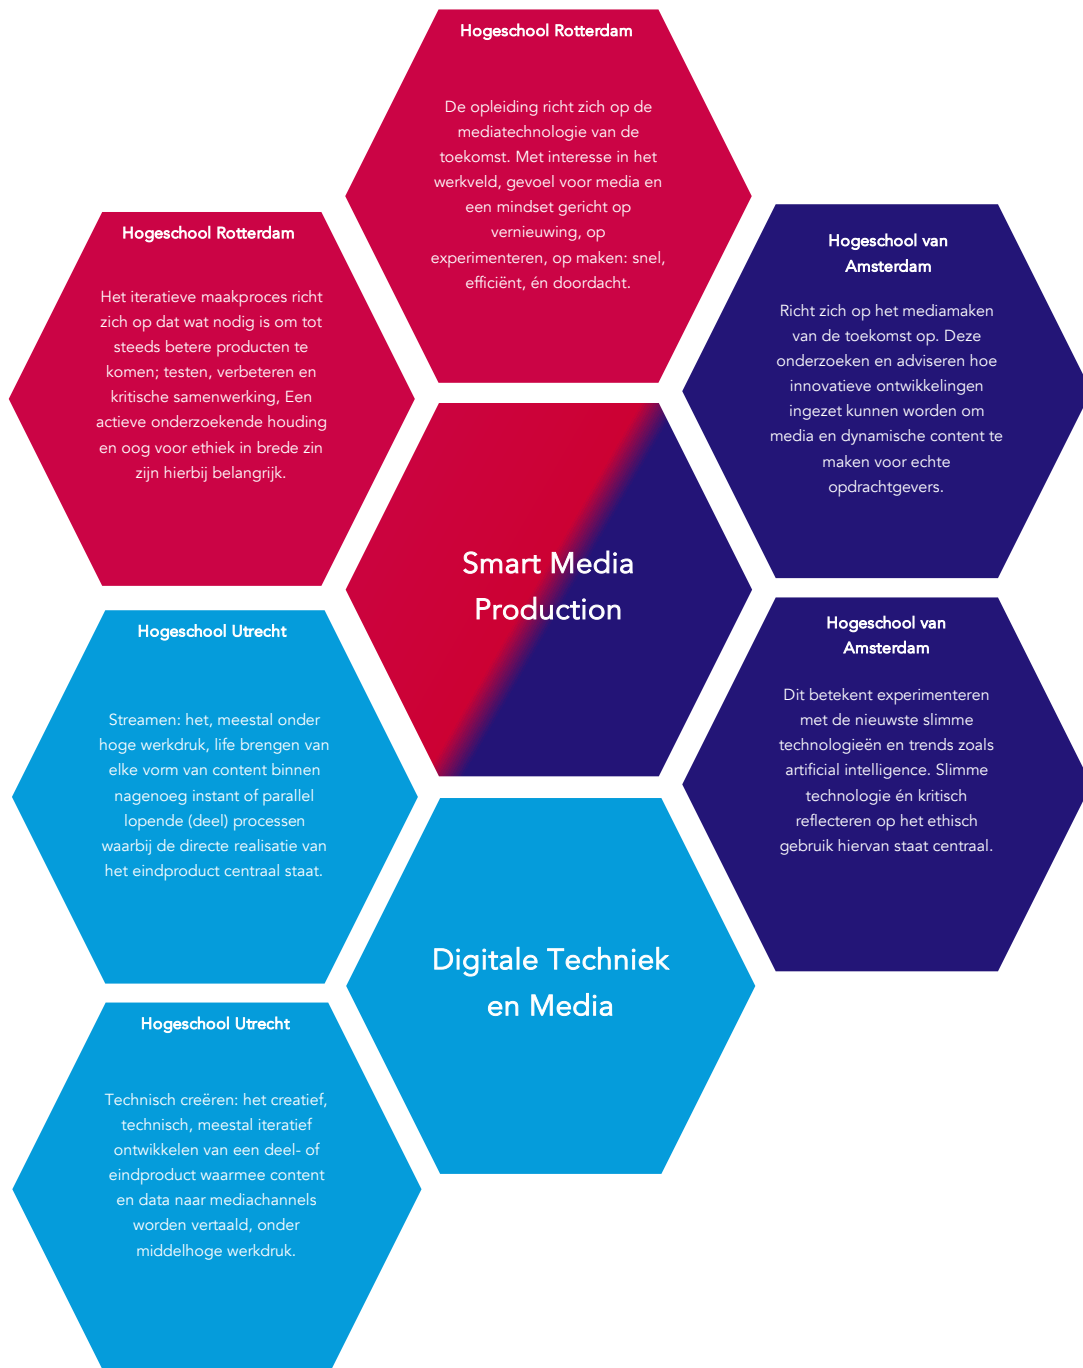 Hogeschool Rotterdam
De opleiding richt zich op de
mediatechnologie van de
toekomst. Met interesse in het
werkveld, gevoel voor media en
een mindset gericht op
vernieuwing, op
experimenteren, op maken: snel,
efficiënt, én doordacht.
Hogeschool Rotterdam
Het iteratieve maakproces richt
zich op dat wat nodig is om tot
steeds betere producten te
komen; testen, verbeteren en
kritische samenwerking, Een
actieve onderzoekende houding
en oog voor ethiek in brede zin
zijn hierbij belangrijk.
Hogeschool van
Amsterdam
Richt zich op het mediamaken
van de toekomst op. Deze
onderzoeken en adviseren hoe
innovatieve ontwikkelingen
ingezet kunnen worden om
media en dynamische content te
maken voor echte
opdrachtgevers.
Smart Media
Production
Hogeschool Utrecht
Streamen: het, meestal onder
hoge werkdruk, life brengen van
elke vorm van content binnen
nagenoeg instant of parallel
lopende (deel) processen
waarbij de directe realisatie van
het eindproduct centraal staat.
Hogeschool van
Amsterdam
Dit betekent experimenteren
met de nieuwste slimme
technologieën en trends zoals
artificial intelligence. Slimme
technologie én kritisch
reflecteren op het ethisch
gebruik hiervan staat centraal.
Digitale Techniek
en Media
Hogeschool Utrecht
Technisch creëren: het creatief,
technisch, meestal iteratief
ontwikkelen van een deel- of
eindproduct waarmee content
en data naar mediachannels
worden vertaald, onder
middelhoge werkdruk.